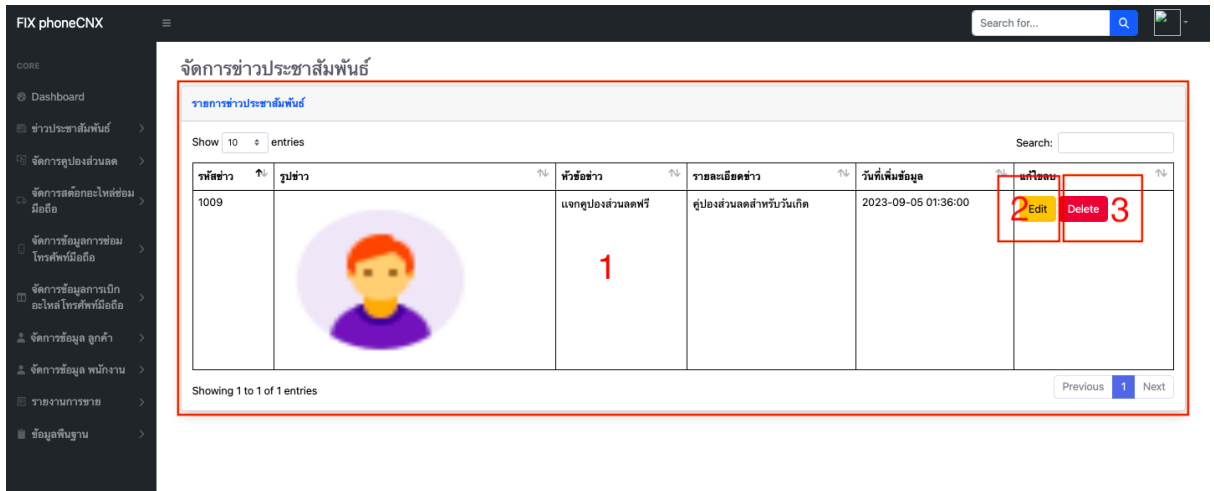 FIX phoneCNX
Search for...
CORE
Dashboard
ข่าวประชาสัมพันธ์
จัดการคูปองส่วนลด
จัดการสต้อกอะไหล่ซ่อม
มือถือ
จัดการข้อมูลการซ่อม
โทรศัพท์มือถือ
จัดการข้อมูลการเบิก
อะไหล่โทรศัพท์มือถือ
จัดการข้อมูล ลูกค้า
จัดการข้อมูล พนักงาน
รายงานการขาย
ข้อมูลพื้นฐาน
จัดการข่าวประชาสัมพันธ์
รายการข่าวประชาสัมพันธ์
Show 10 entries
Search:
รหัสข่าว รูปข่าว หัวข้อข่าว รายละเอียดข่าว วันที่เพิ่มข้อมูล แก้ไขลบ
1009 แจกคูปองส่วนลดฟรี คู่ปองส่วนลดสำหรับวันเกิด 2023-09-05 01:36:00 2 Edit Delete 3
1
Showing 1 to 1 of 1 entries
Previous 1 Next